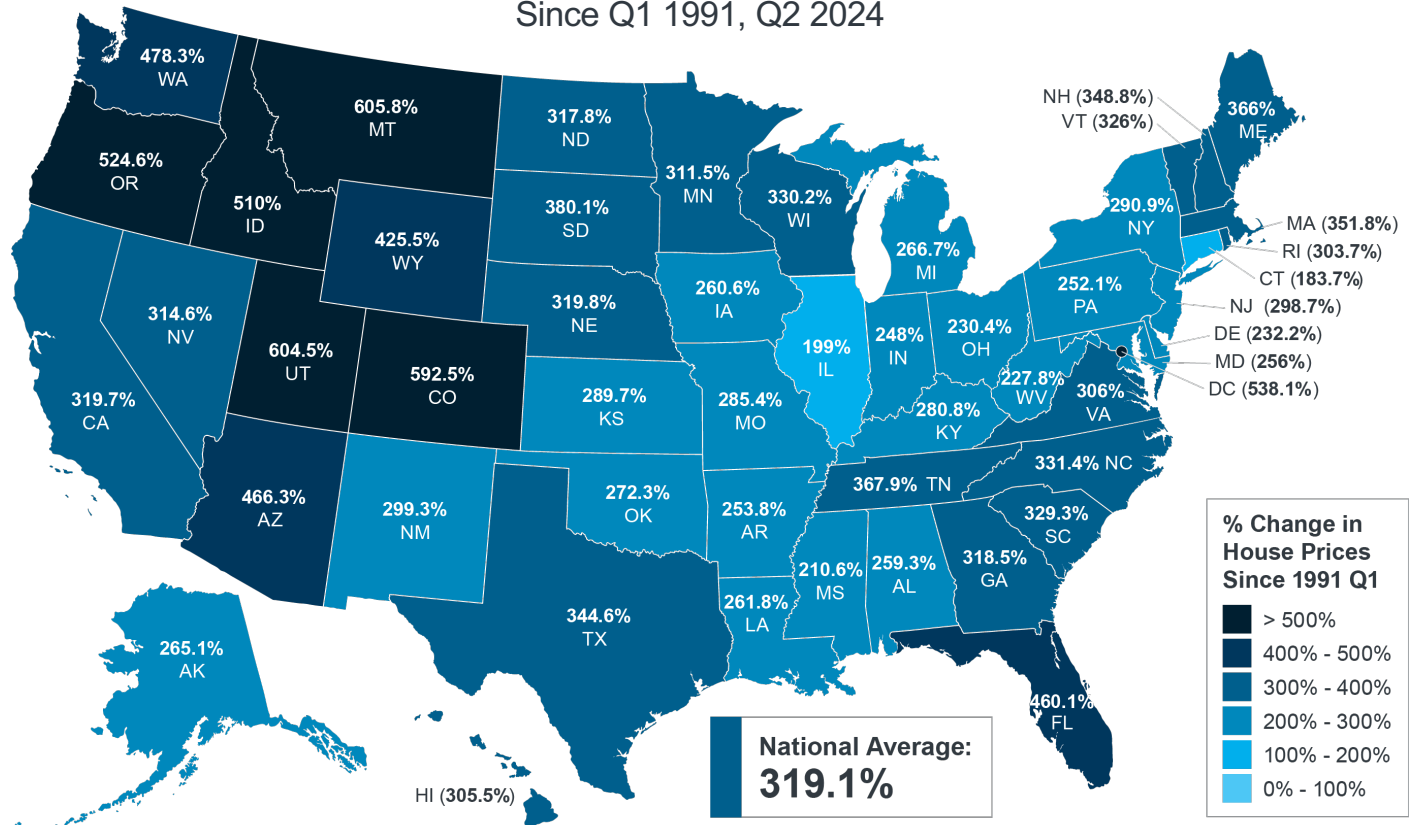 Since Q1 1991, Q2 2024
478.3%
WA
605.8%
MT
317.8%
ND
311.5%
MN
330.2%
WI
NH (348.8%)
VT (326%)
366%
ME
524.6%
OR
510%
ID
425.5%
WY
380.1%
SD
266.7%
MI
290.9%
NY
MA (351.8%)
RI (303.7%)
CT (183.7%)
NJ (298.7%)
DE (232.2%)
MD (256%)
DC (538.1%)
314.6%
NV
604.5%
UT
592.5%
CO
319.8%
NE
260.6%
IA
199%
IL
248%
IN
230.4%
OH
252.1%
PA
319.7%
CA
289.7%
KS
285.4%
MO
280.8%
KY
227.8%
WV
306%
VA
466.3%
AZ
299.3%
NM
272.3%
OK
253.8%
AR
367.9% TN
331.4% NC
329.3%
SC
344.6%
TX
261.8%
LA
210.6%
MS
259.3%
AL
318.5%
GA
460.1%
FL
265.1%
AK
HI (305.5%)
National Average:
319.1%
% Change in
House Prices
Since 1991 Q1
> 500%
400% - 500%
300% - 400%
200% - 300%
100% - 200%
0% - 100%